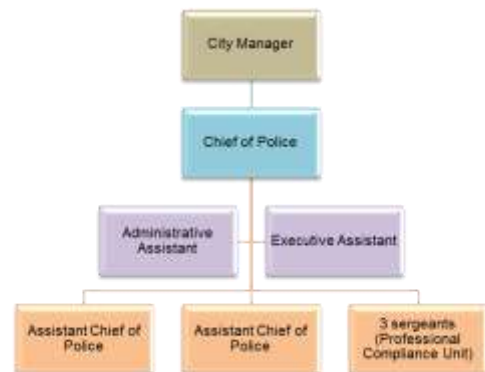 City Manager
Chief of Police
Administrative
Assistant
Executive Assistant
Assistant Chief of
Police
Assistant Chief of
Police
3 sergeants
(Professional
Compliance Unit)